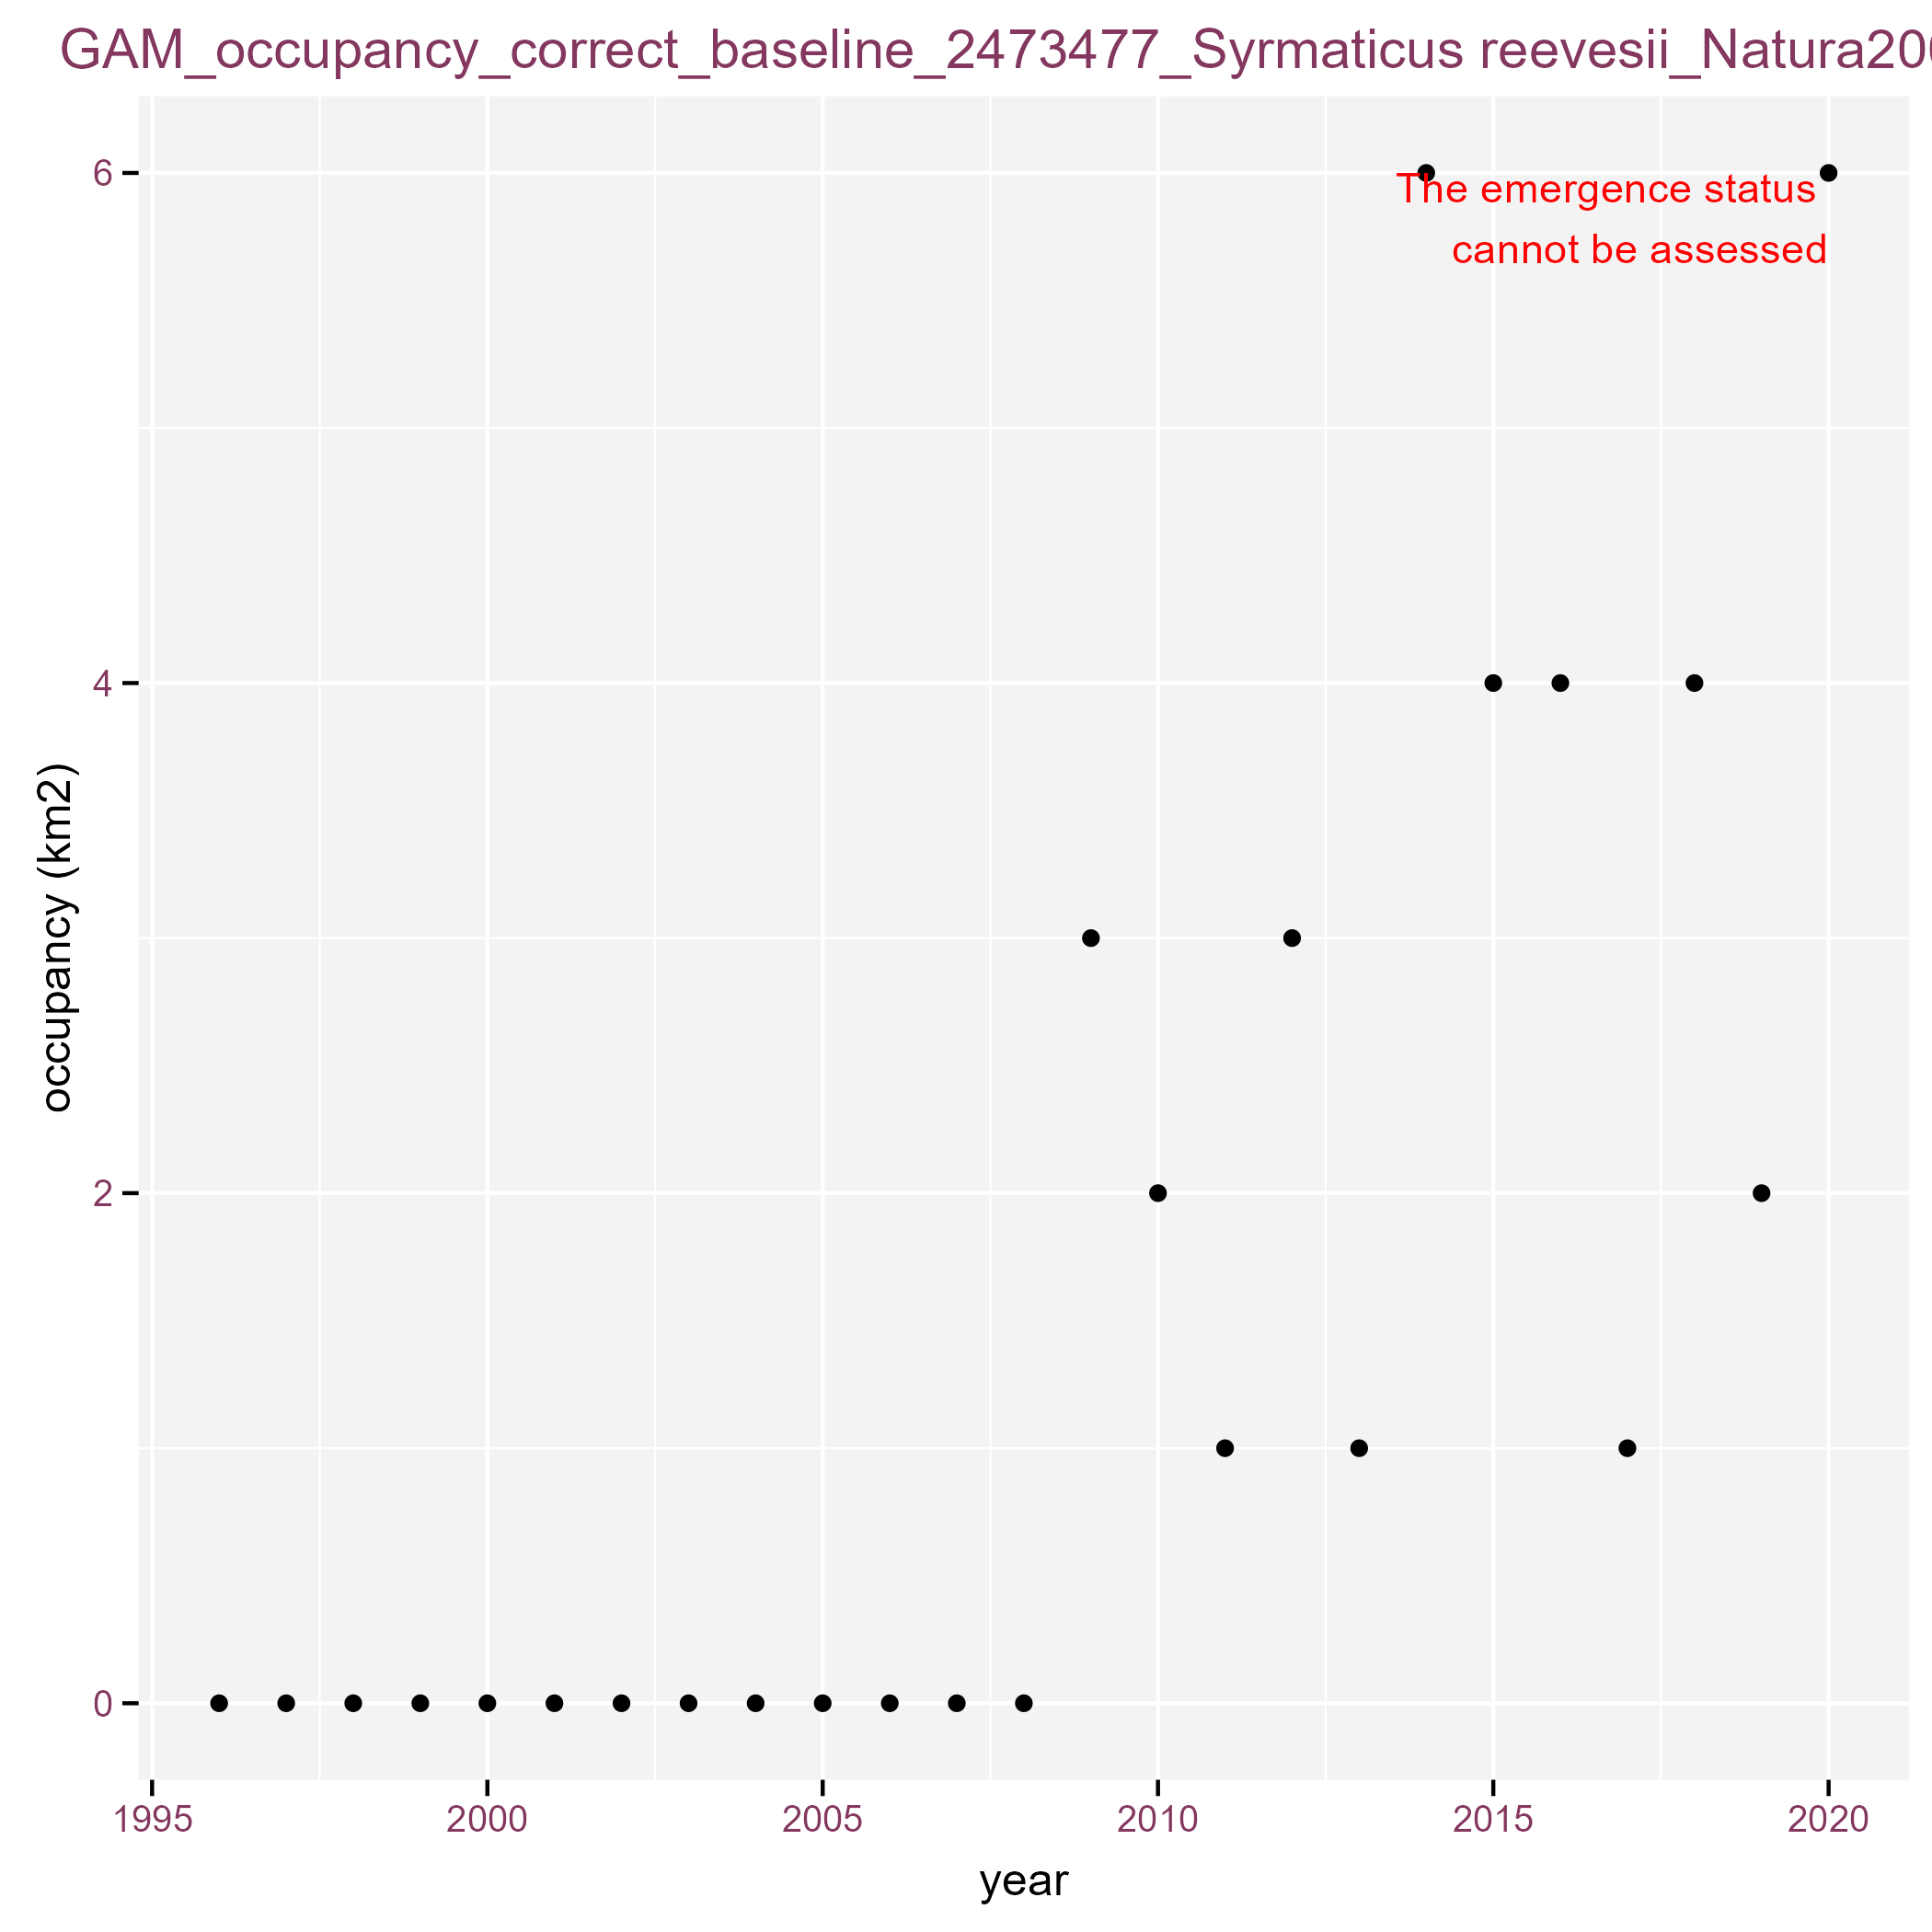 GAM_occupancy_correct_baseline_2473477_Syrmaticus reevesii_Natura20
6
The emergence status
cannot be assessed
4
occupancy (km2)
2
0
1995 2000 2005 2010 2015 2020
year